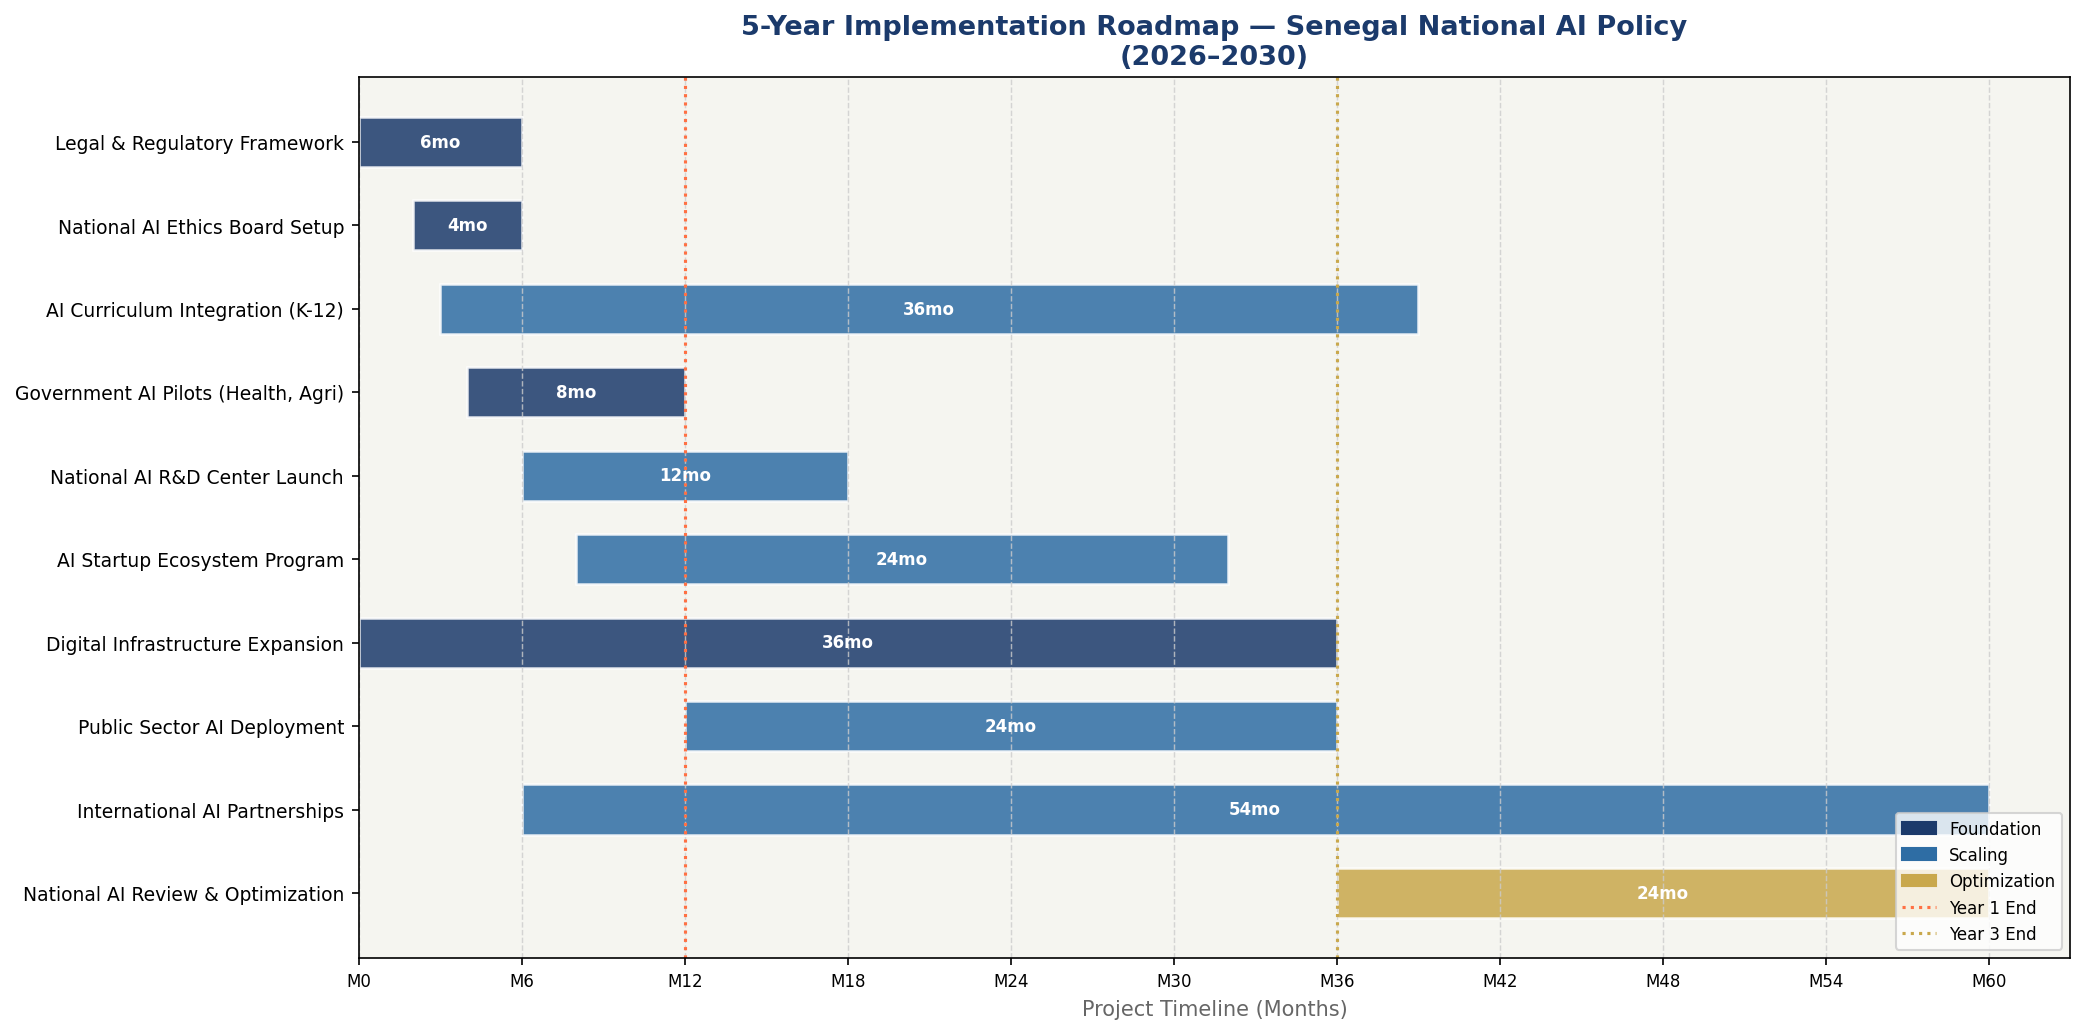 5-Year Implementation Roadmap — Senegal National AI Policy
(2026–2030)
Legal & Regulatory Framework
6mo
National AI Ethics Board Setup
4mo
AI Curriculum Integration (K-12)
36mo
Government AI Pilots (Health, Agri)
8mo
National AI R&D Center Launch
12mo
AI Startup Ecosystem Program
24mo
Digital Infrastructure Expansion
36mo
Public Sector AI Deployment
24mo
International AI Partnerships
54mo
National AI Review & Optimization
24mo
Foundation
Scaling
Optimization
Year 1 End
Year 3 End
M0 M6 M12 M18 M24 M30 M36 M42 M48 M54 M60
Project Timeline (Months)